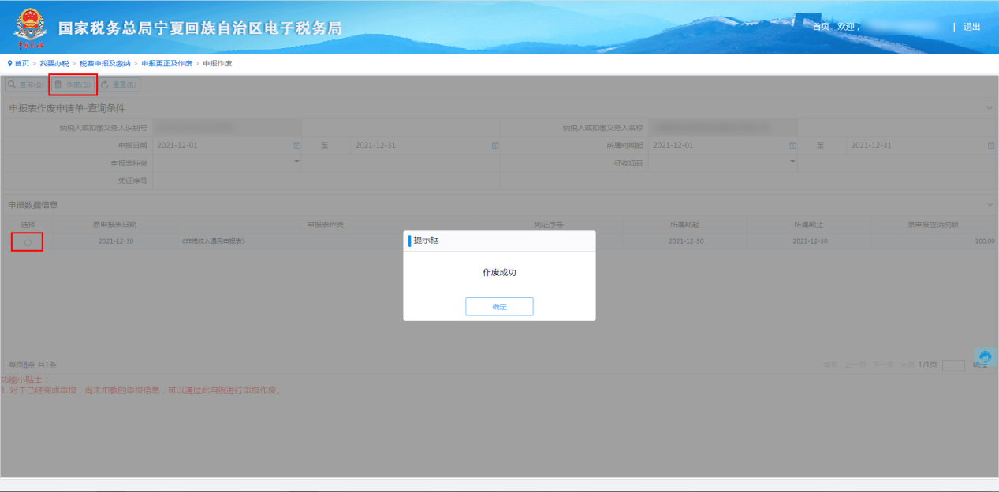 国家税务总局宁夏回族自治区电子税务局
首页 欢迎， | 退出
首页 > 我要办税 > 税费申报及缴纳 > 申报更正及作废 > 申报作废
查询(Q) 作废(D) 重置(R)
申报表作废申请单-查询条件
纳税人或扣缴义务人识别号 纳税人或扣缴义务人名称
申报日期 2021-12-01 至 2021-12-31 所属时期起 2021-12-01 至 2021-12-31
申报表种类 征收项目
凭证序号
申报数据信息
选择 原申报表日期 申报表种类 凭证序号 所属期起 所属期止 原申报应纳税额
2021-12-30 《非税收入通用申报表》 2021-12-30 2021-12-30 100.00
提示框
作废成功
确定
每页8条 共1条 首页 上一页 下一页 末页 1/1页 确定
功能小贴士：
1. 对于已经完成申报，尚未扣款的申报信息，可以通过此用例进行申报作废。